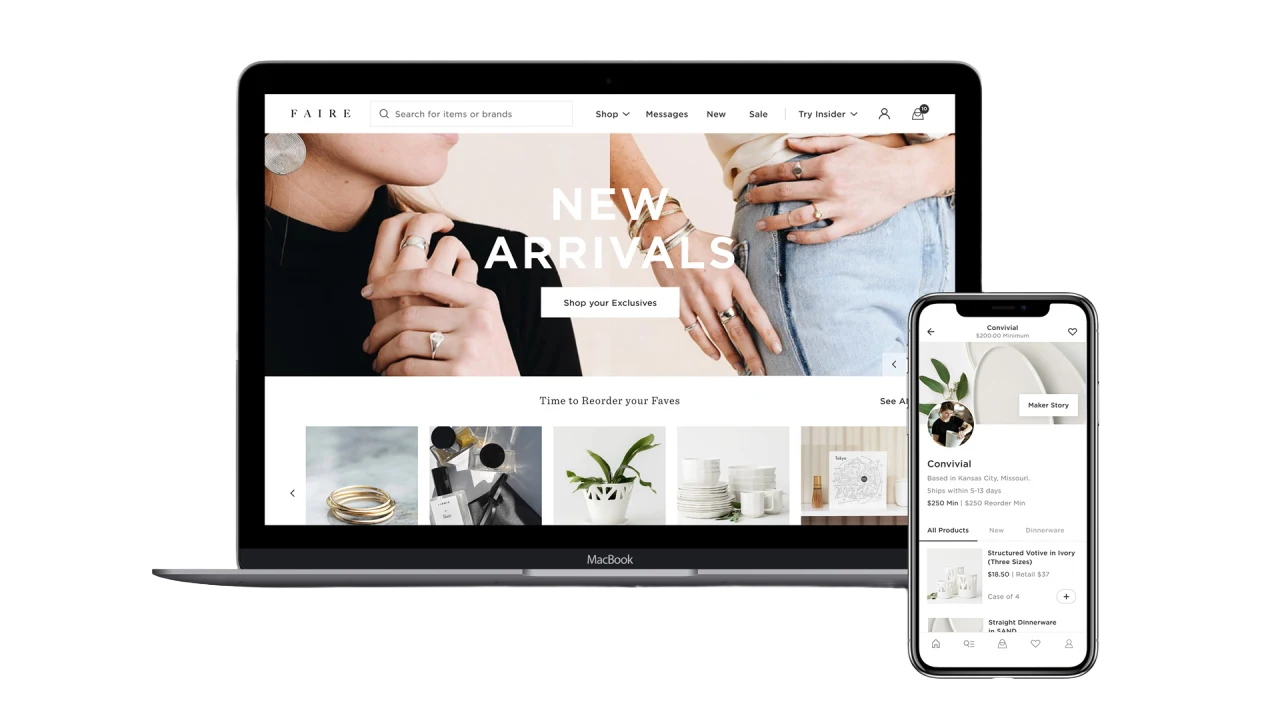 FAIRE
Search for items or brands
Shop
Messages
New
Sale
Try Insider
10
NEW
ARRIVALS
Shop your Exclusives
Time to Reorder your Faves
See Al
Tokyo
MacBook
Convivial
$200.00 Minimum
Maker Story
Convivial
Based in Kansas City, Missouri.
Ships within 5-13 days
$250 Min | $250 Reorder Min
All Products
New
Dinnerware
Structured Votive in Ivory
(Three Sizes)
$18.50 | Retail $37
Case of 4
Straight Dinnerware
in SAND